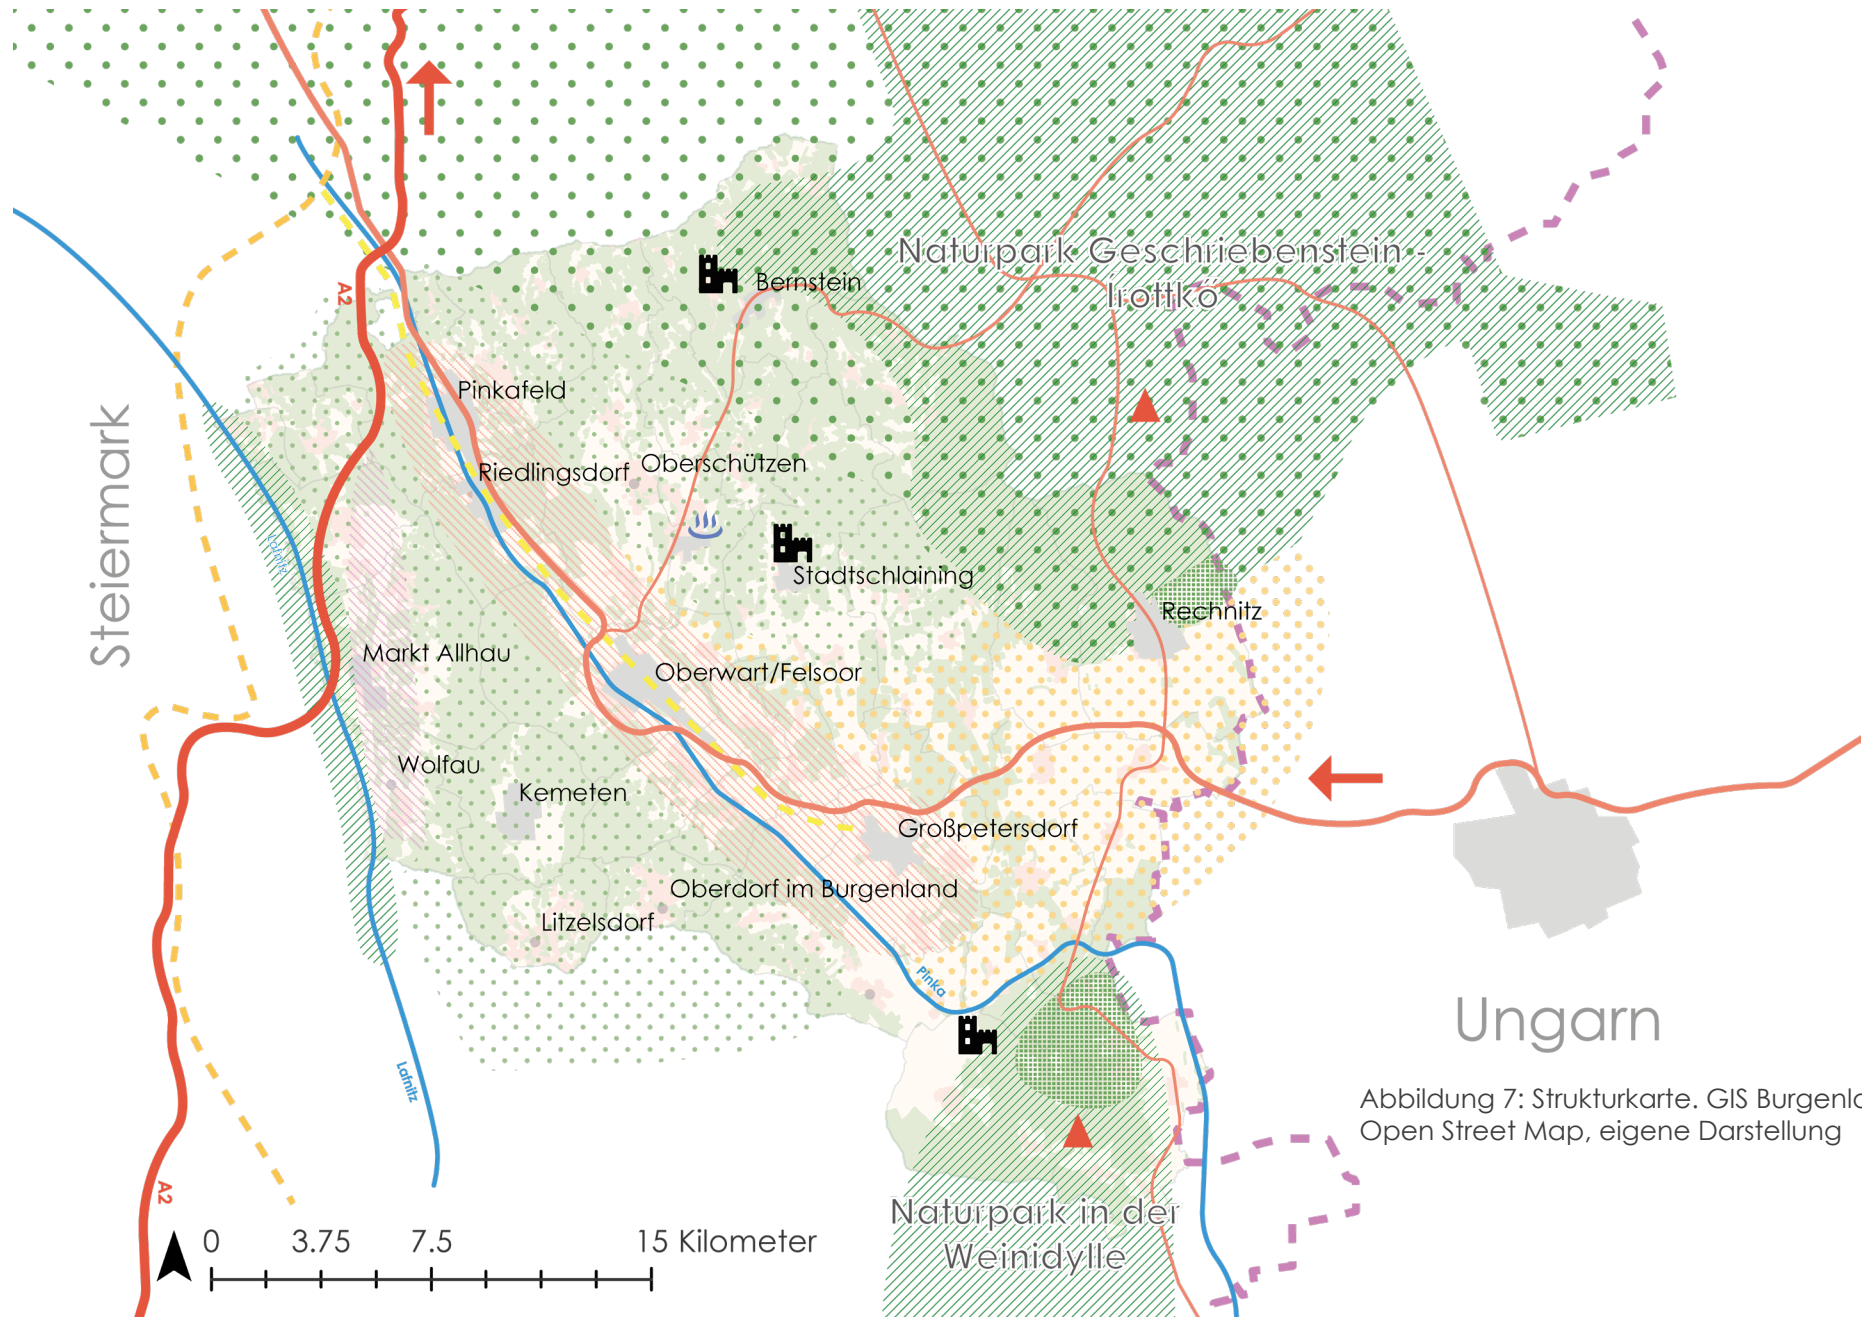 Naturpark Geschriebenstein -
Írottkő
Bernstein
A2
Pinkafeld
Riedlingsdorf
Oberschützen
Steiermark
Lafnitz
Stadtschlaining
Rechnitz
Markt Allhau
Oberwart/Felsoor
Wolfau
Kemeten
Großpetersdorf
Oberdorf im Burgenland
Litzelsdorf
Pinka
Ungarn
Lafnitz
Abbildung 7: Strukturkarte. GIS Burgenla
Open Street Map, eigene Darstellung
A2
Naturpark in der
Weinidylle
0 3.75 7.5 15 Kilometer